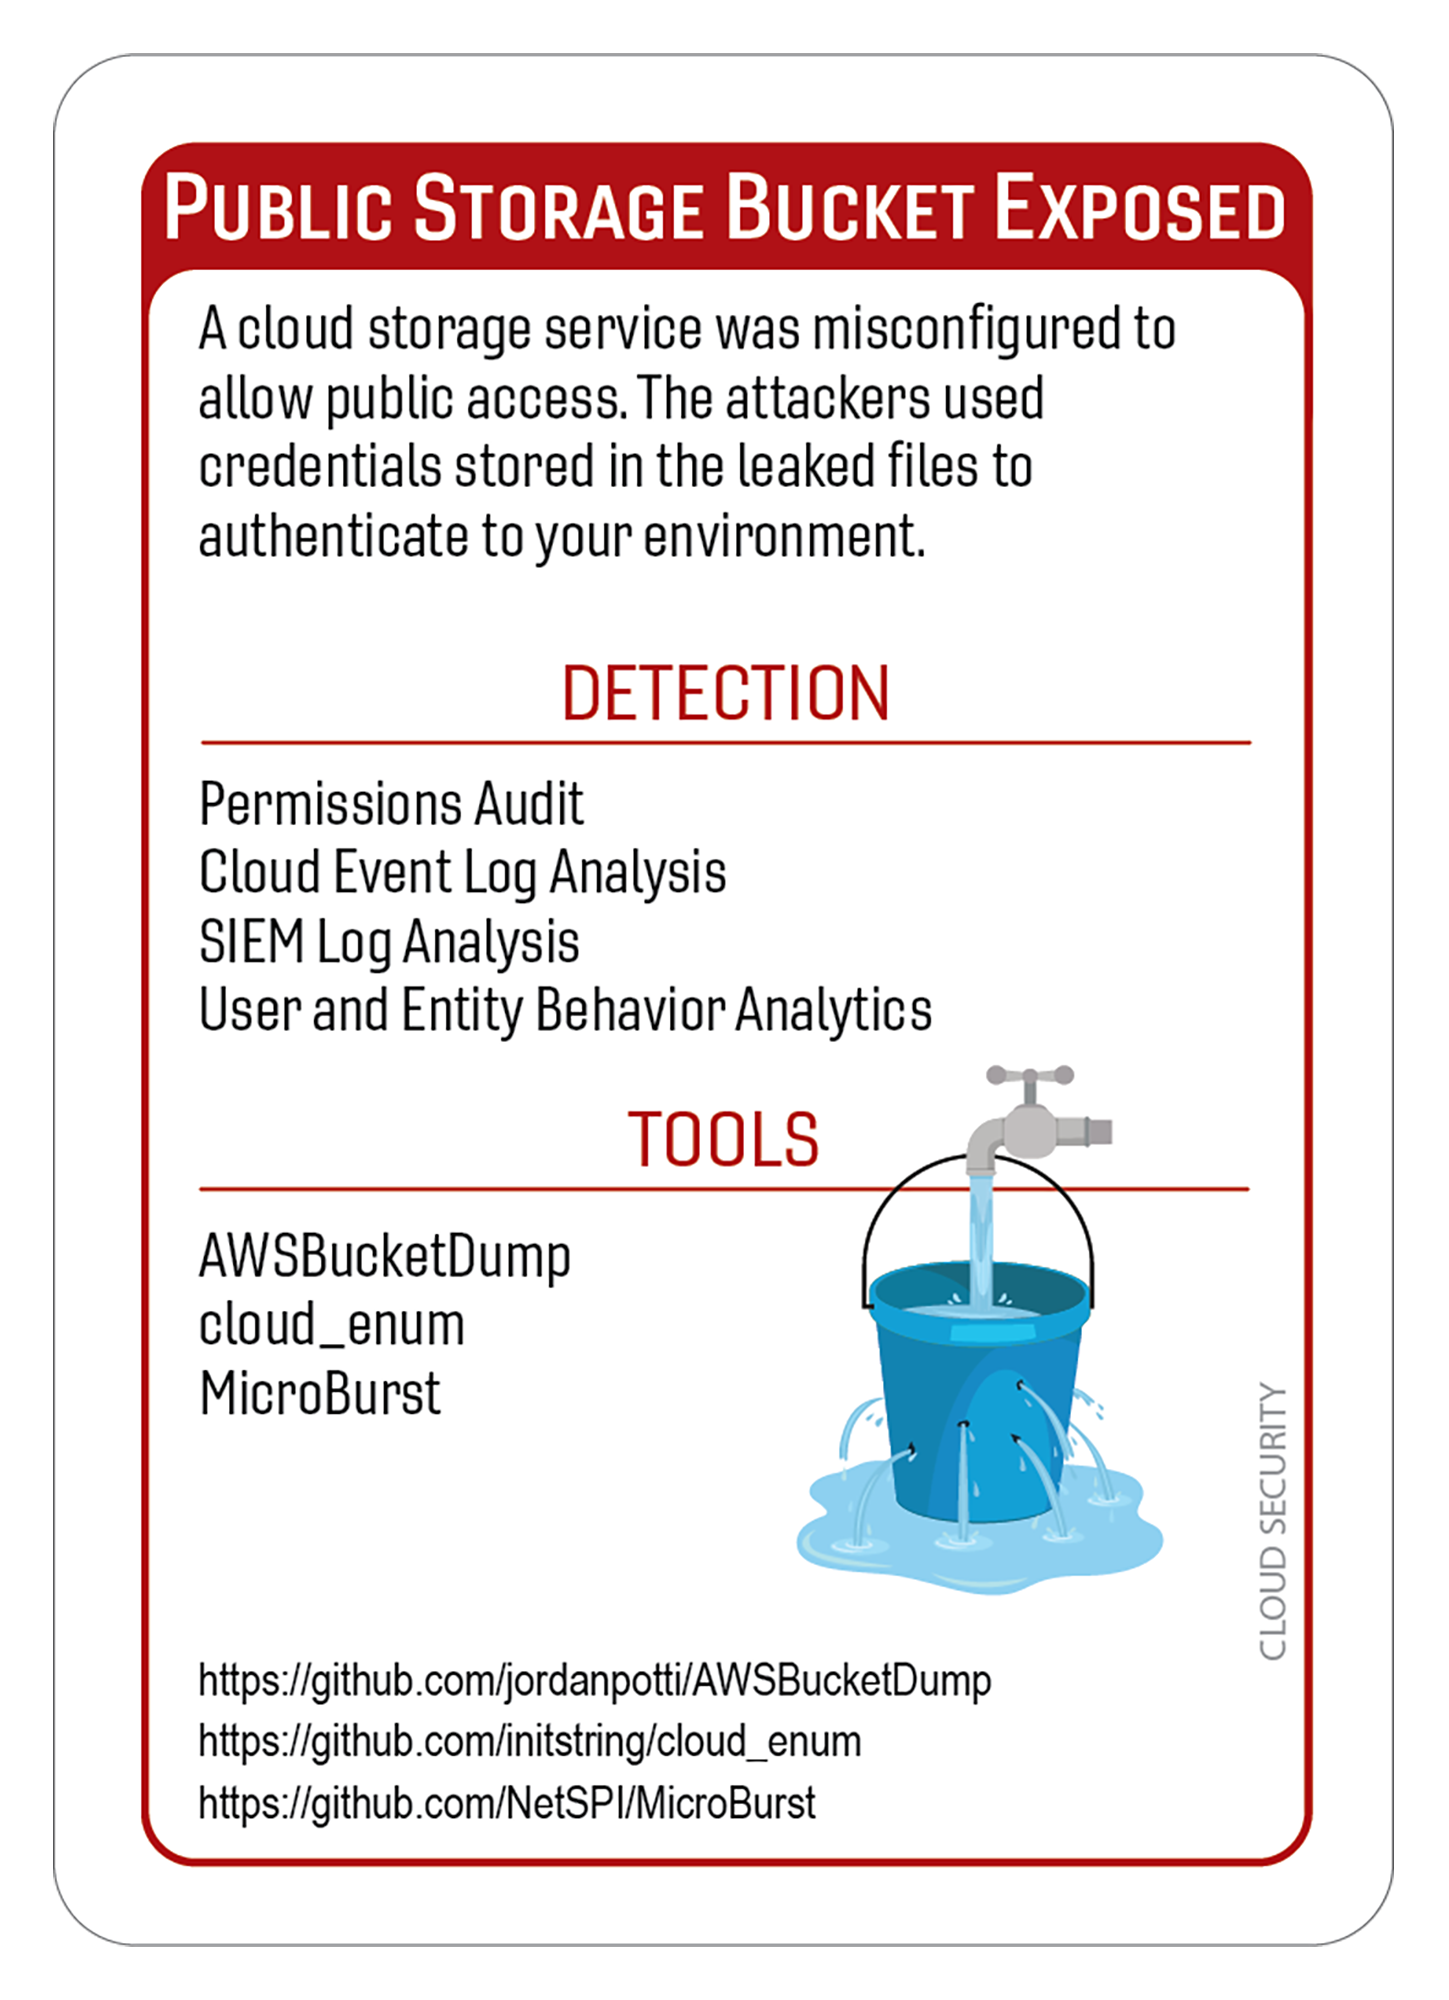 Public Storage Bucket Exposed
A cloud storage service was misconfigured to
allow public access. The attackers used
credentials stored in the leaked files to
authenticate to your environment.
DETECTION
Permissions Audit
Cloud Event Log Analysis
SIEM Log Analysis
User and Entity Behavior Analytics
TOOLS
AWSBucketDump
cloud_enum
MicroBurst
CLOUD SECURITY
https://github.com/jordanpotti/AWSBucketDump
https://github.com/initstring/cloud_enum
https://github.com/NetSPI/MicroBurst